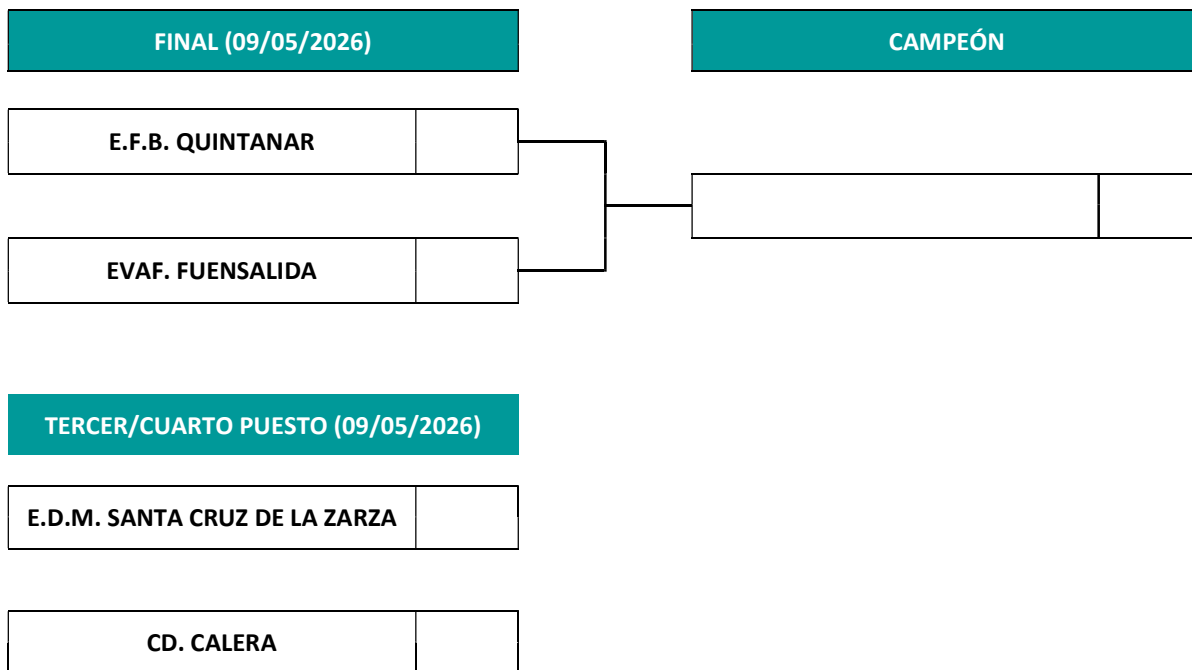 FINAL (09/05/2026)
CAMPEÓN
E.F.B. QUINTANAR
EVAF. FUENSALIDA
TERCER/CUARTO PUESTO (09/05/2026)
E.D.M. SANTA CRUZ DE LA ZARZA
CD. CALERA